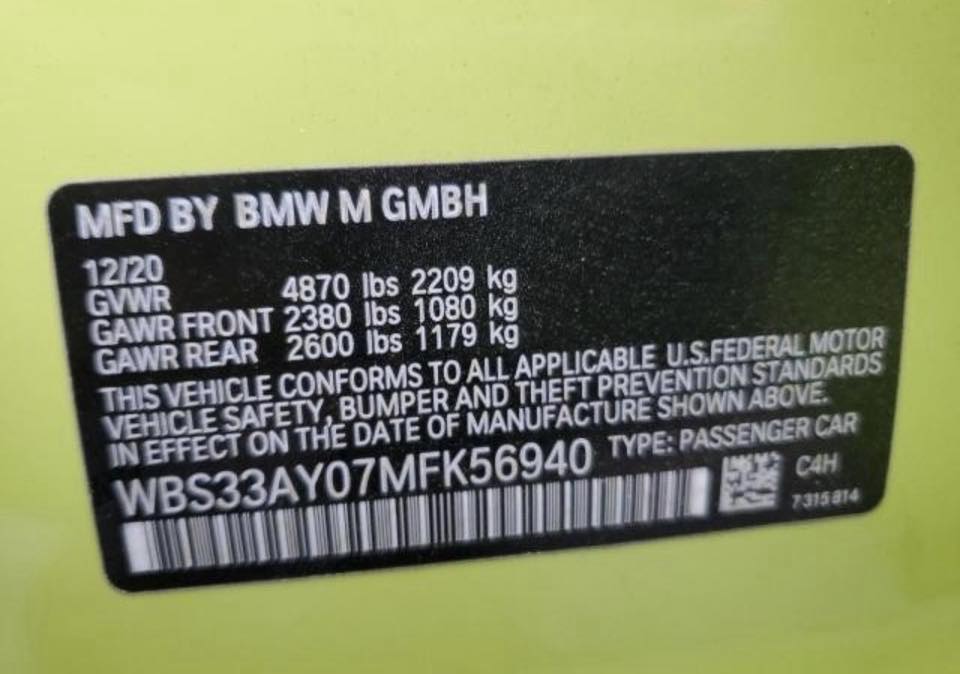 MFD BY BMW M GMBH
12/20
GVWR 4870 lbs 2209 kg
GAWR FRONT 2380 lbs 1080 kg
GAWR REAR 2600 lbs 1179 kg
THIS VEHICLE CONFORMS TO ALL APPLICABLE U.S.FEDERAL MOTOR
VEHICLE SAFETY, BUMPER AND THEFT PREVENTION STANDARDS
IN EFFECT ON THE DATE OF MANUFACTURE SHOWN ABOVE.
WBS33AY07MFK56940 TYPE: PASSENGER CAR
C4H
7315814